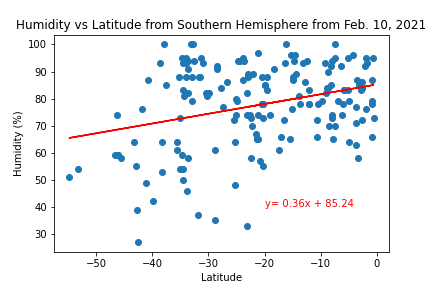 Humidity vs Latitude from Southern Hemisphere from Feb. 10, 2021
100
90
80
70
60
50
40
30
Humidity (%)
y= 0.36x + 85.24
−50 −40 −30 −20 −10 0
Latitude